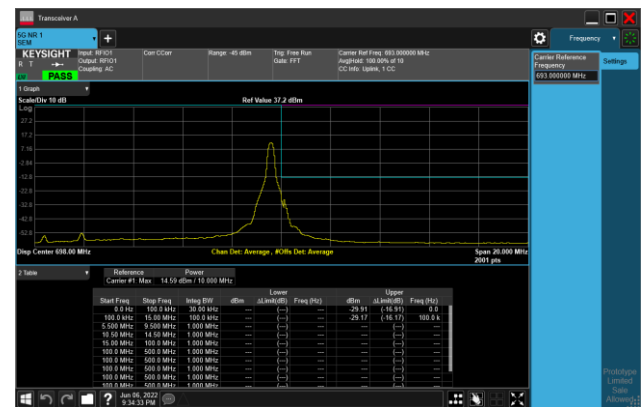 Transceiver A
5G NR 1
SEM
Frequency
KEYSIGHT
R T
PASS
Input: RFIO1
Output: RFIO1
Coupling: AC
Corr CCorr
Range: -40 dBm
Trig: Free Run
Gate: FFT
Carrier Ref Freq: 693.000000 MHz
Avg|Hold: 100.00% of 10
CC Info: Uplink, 1 CC
Carrier Reference
Frequency
693.000000 MHz
Settings
1 Graph
Scale/Div 10 dB
Ref Value 37.2 dBm
Log
27.2
17.2
7.16
-2.84
-12.8
-22.8
-32.8
-42.8
-52.8
Disp Center 698.00 MHz
Chan Det: Average , #Offs Det: Average
Span 20.000 MHz
2001 pts
2 Table
Reference Power
Carrier #1 Max 14.59 dBm / 10.000 MHz
Lower Upper
Start Freq Stop Freq Integ BW dBm ΔLimit(dB) Freq (Hz) dBm ΔLimit(dB) Freq (Hz)
0.0 Hz 100.0 kHz 30.00 kHz --- (---) --- -29.91 (-16.91) 0.0
100.0 kHz 15.00 MHz 100.0 kHz --- (---) --- -29.17 (-16.17) 100.0 k
5.500 MHz 9.500 MHz 1.000 MHz --- (---) --- --- (---) ---
10.50 MHz 14.50 MHz 1.000 MHz --- (---) --- --- (---) ---
15.00 MHz 100.0 MHz 1.000 MHz --- (---) --- --- (---) ---
100.0 MHz 500.0 MHz 1.000 MHz --- (---) --- --- (---) ---
100.0 MHz 500.0 MHz 1.000 MHz --- (---) --- --- (---) ---
100.0 MHz 500.0 MHz 1.000 MHz --- (---) --- --- (---) ---
100.0 MHz 500.0 MHz 1.000 MHz --- (---) --- --- (---) ---
Jun 06, 2022
9:34:33 PM
Prototype
Limited
Sale
Allowed